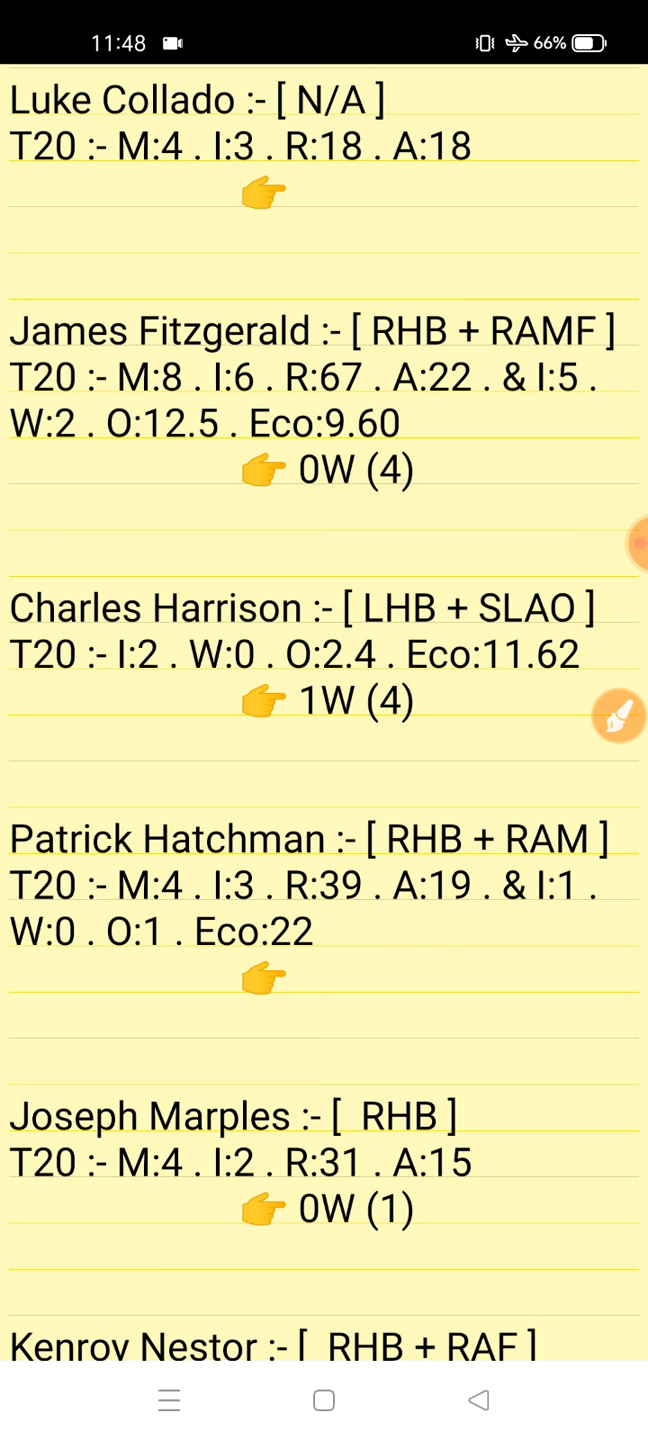 11:48 66%
Luke Collado :- [ N/A ]
T20 :- M:4 . I:3 . R:18 . A:18
👉
James Fitzgerald :- [ RHB + RAMF ]
T20 :- M:8 . I:6 . R:67 . A:22 . & I:5 .
W:2 . O:12.5 . Eco:9.60
👉 0W (4)
Charles Harrison :- [ LHB + SLAO ]
T20 :- I:2 . W:0 . O:2.4 . Eco:11.62
👉 1W (4)
Patrick Hatchman :- [ RHB + RAM ]
T20 :- M:4 . I:3 . R:39 . A:19 . & I:1 .
W:0 . O:1 . Eco:22
👉
Joseph Marples :- [  RHB ]
T20 :- M:4 . I:2 . R:31 . A:15
👉 0W (1)
Kenroy Nestor :- [  RHB + RAF ]